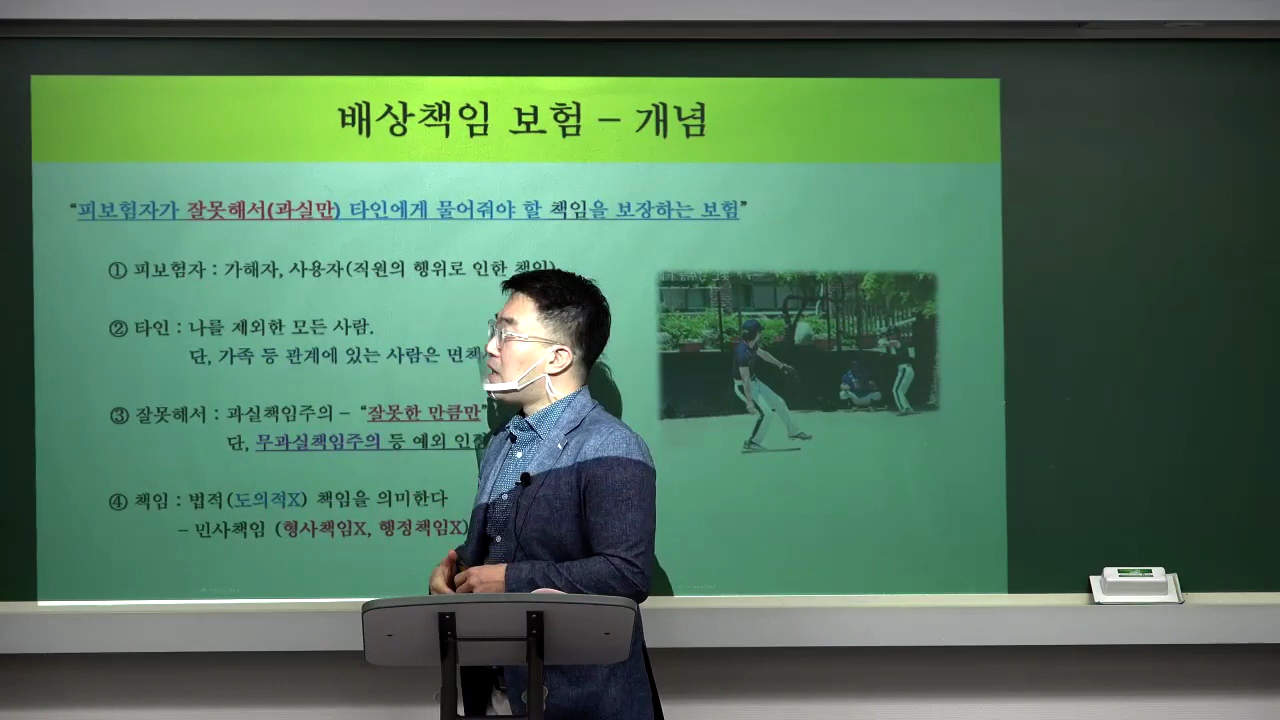 배상책임 보험 – 개념
"피보험자가 잘못해서(과실만) 타인에게 물어줘야 할 책임을 보장하는 보험"
① 피보험자 : 가해자, 사용자(직원의 행위로 인한 책임)
② 타인 : 나를 제외한 모든 사람.
단, 가족 등 관계에 있는 사람은 면책
③ 잘못해서 : 과실책임주의 – "잘못한 만큼만"
단, 무과실책임주의 등 예외
④ 책임 : 법적(도의적X) 책임을 의미한다
– 민사책임 (형사책임X, 행정책임X)